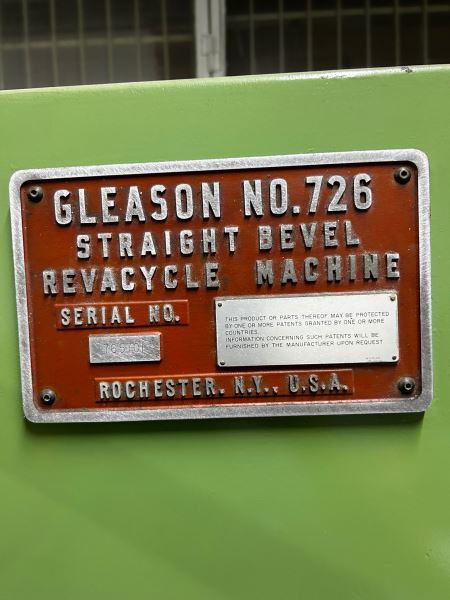 GLEASON NO. 726
STRAIGHT BEVEL
REVACYCLE MACHINE
SERIAL NO.
THIS PRODUCT OR PARTS THEREOF MAY BE PROTECTED
BY ONE OR MORE PATENTS GRANTED BY ONE OR MORE
COUNTRIES.
INFORMATION CONCERNING SUCH PATENTS WILL BE
FURNISHED BY THE MANUFACTURER UPON REQUEST
ROCHESTER. N.Y., U.S.A.